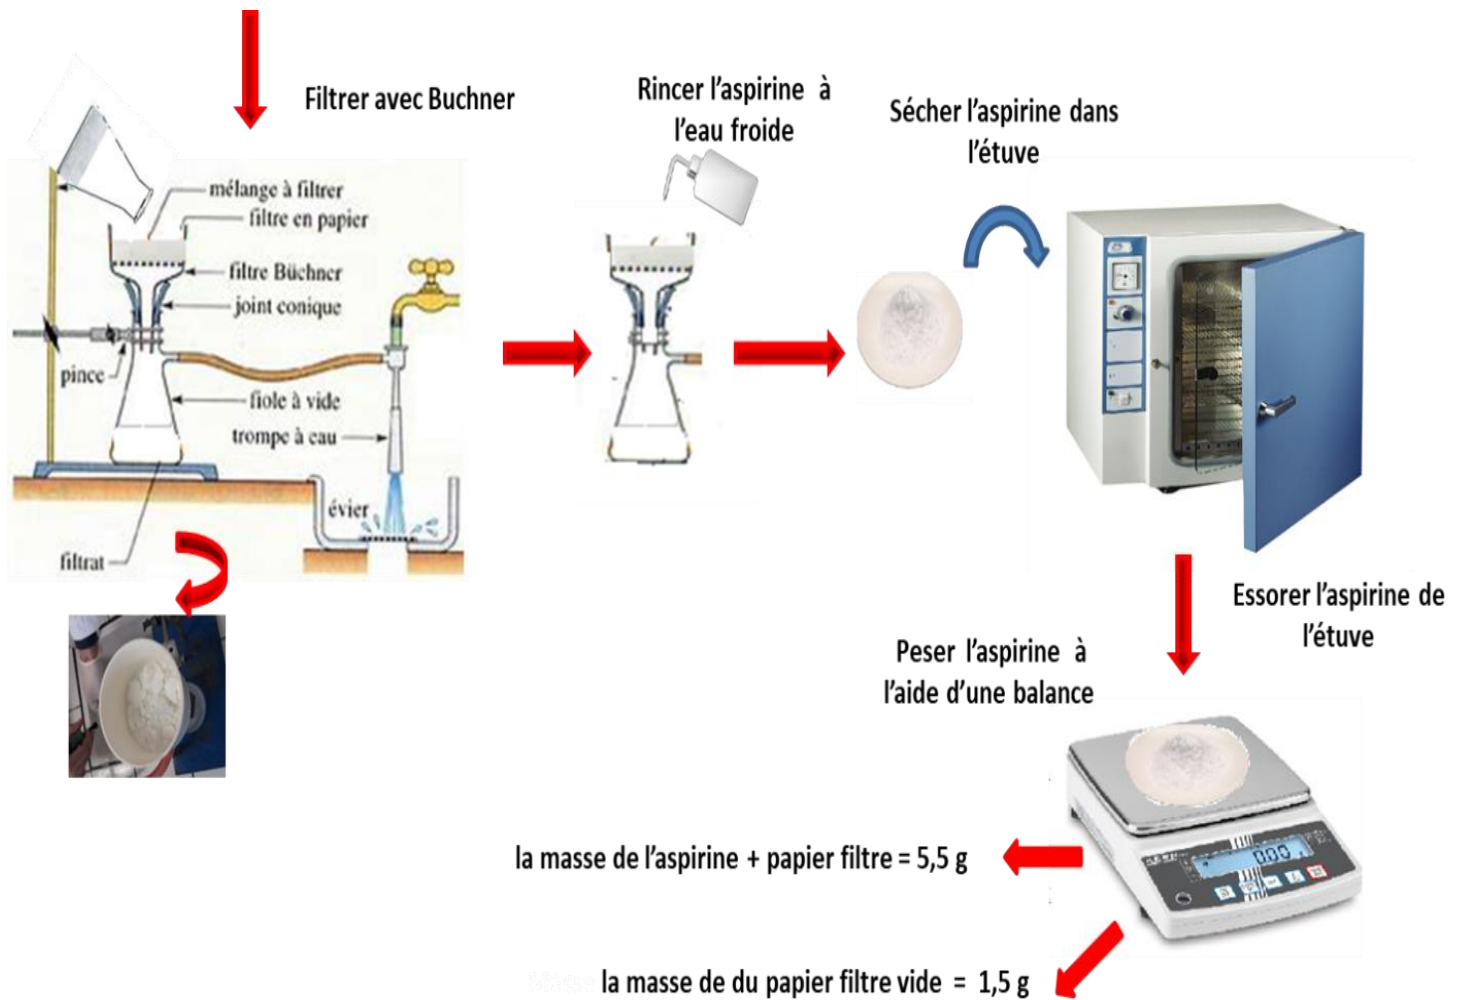 Filtrer avec Buchner
Rincer l’aspirine à
l’eau froide
Sécher l’aspirine dans
l’étuve
mélange à filtrer
filtre en papier
filtre Büchner
joint conique
pince
fiole à vide
trompe à eau
évier
filtrat
Essorer l’aspirine de
l’étuve
Peser l’aspirine à
l’aide d’une balance
0.00
la masse de l’aspirine + papier filtre = 5,5 g
la masse de du papier filtre vide = 1,5 g